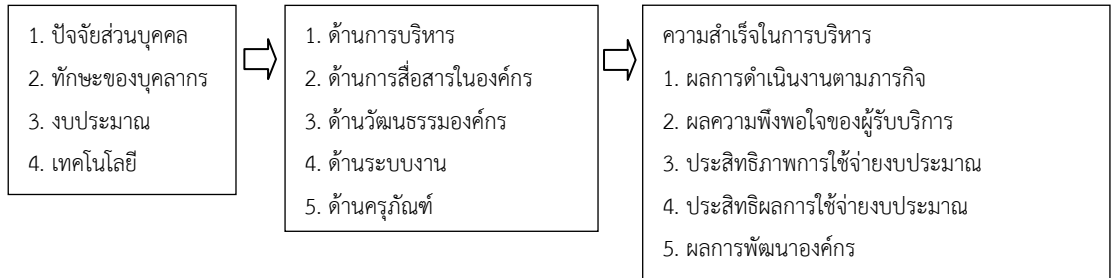 1. ปัจจัยส่วนบุคคล
2. ทักษะของบุคลากร
3. งบประมาณ
4. เทคโนโลยี
1. ด้านการบริหาร
2. ด้านการสื่อสารในองค์กร
3. ด้านวัฒนธรรมองค์กร
4. ด้านระบบงาน
5. ด้านครุภัณฑ์
ความสำเร็จในการบริหาร
1. ผลการดำเนินงานตามภารกิจ
2. ผลความพึงพอใจของผู้รับบริการ
3. ประสิทธิภาพการใช้จ่ายงบประมาณ
4. ประสิทธิผลการใช้จ่ายงบประมาณ
5. ผลการพัฒนาองค์กร